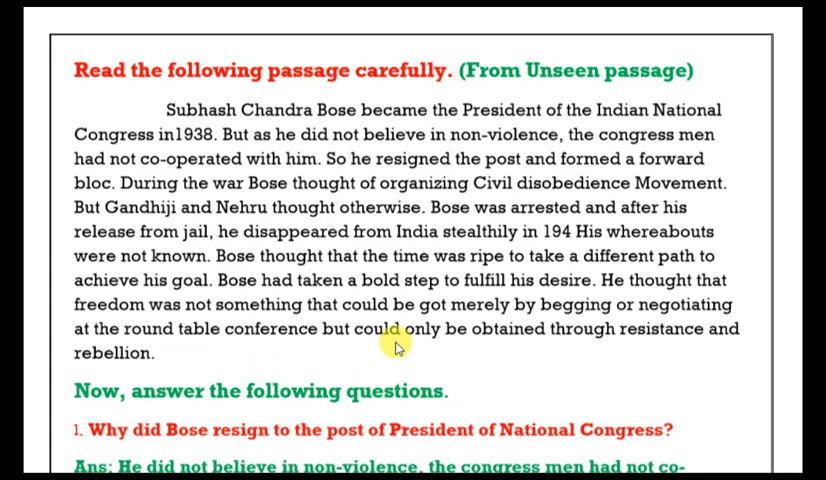 Read the following passage carefully. (From Unseen passage)
Subhash Chandra Bose became the President of the Indian National
Congress in1938. But as he did not believe in non-violence, the congress men
had not co-operated with him. So he resigned the post and formed a forward
bloc. During the war Bose thought of organizing Civil disobedience Movement.
But Gandhiji and Nehru thought otherwise. Bose was arrested and after his
release from jail, he disappeared from India stealthily in 194 His whereabouts
were not known. Bose thought that the time was ripe to take a different path to
achieve his goal. Bose had taken a bold step to fulfill his desire. He thought that
freedom was not something that could be got merely by begging or negotiating
at the round table conference but could only be obtained through resistance and
rebellion.
Now, answer the following questions.
1. Why did Bose resign to the post of President of National Congress?
Ans: He did not believe in non-violence, the congress men had not co-